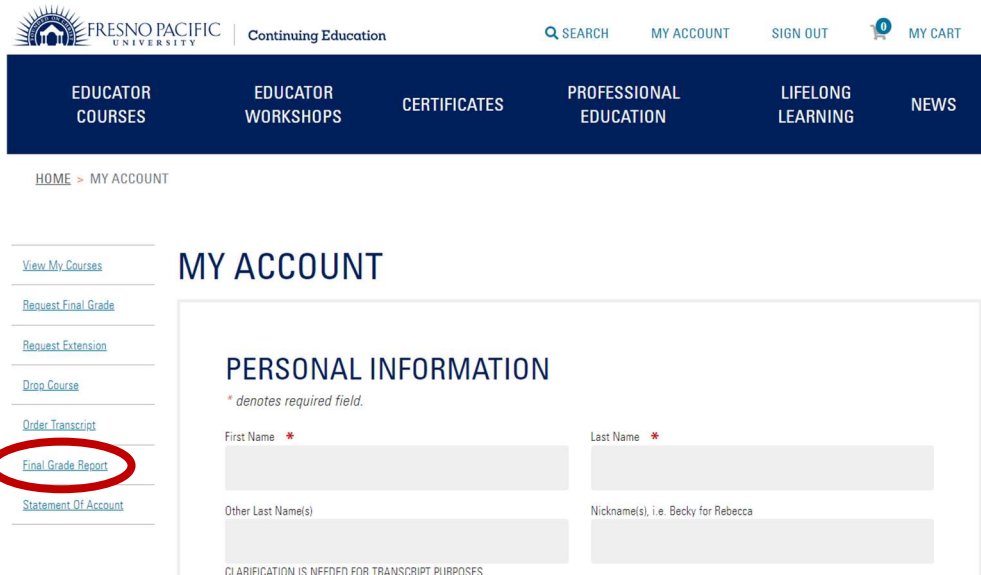 FRESNO PACIFIC
UNIVERSITY
Continuing Education
SEARCH
MY ACCOUNT
SIGN OUT
0
MY CART
EDUCATOR
COURSES
EDUCATOR
WORKSHOPS
CERTIFICATES
PROFESSIONAL
EDUCATION
LIFELONG
LEARNING
NEWS
HOME > MY ACCOUNT
View My Courses
Request Final Grade
Request Extension
Drop Course
Order Transcript
Final Grade Report
Statement Of Account
MY ACCOUNT
PERSONAL INFORMATION
* denotes required field.
First Name *
Last Name *
Other Last Name(s)
Nickname(s), i.e. Becky for Rebecca
CLARIFICATION IS NEEDED FOR TRANSCRIPT PURPOSES